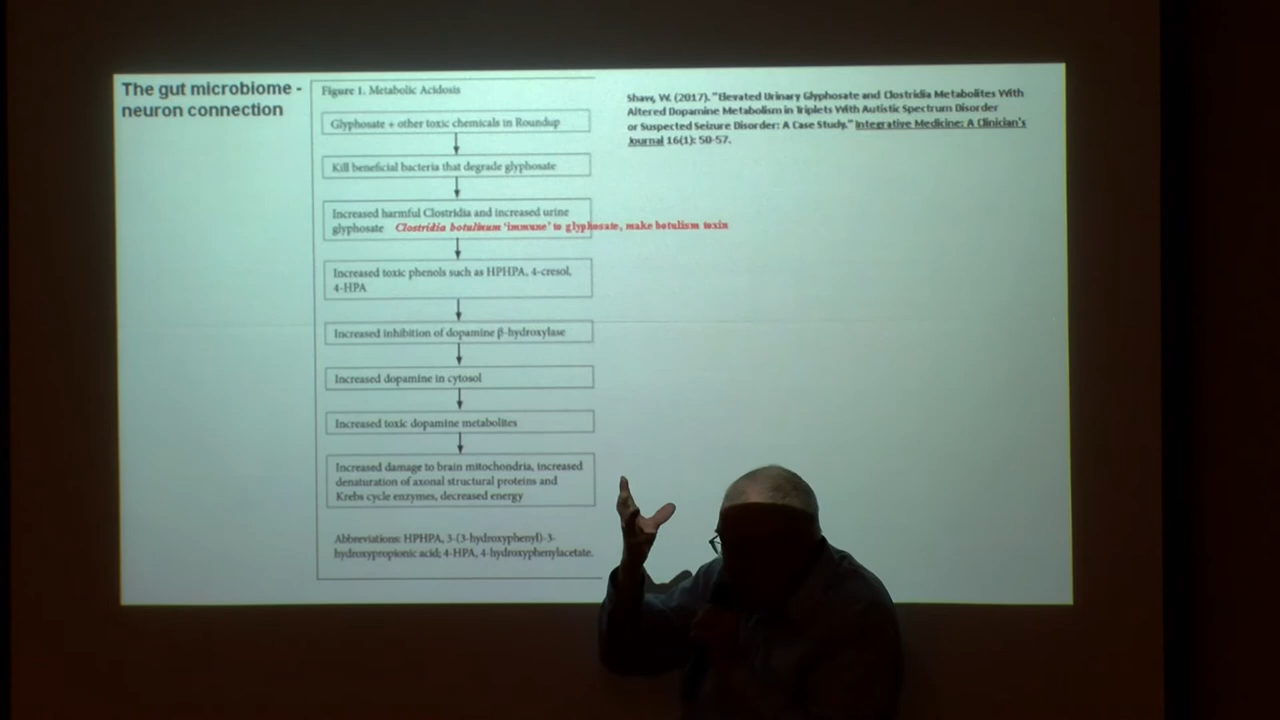 The gut microbiome -
neuron connection
Figure 1. Metabolic Acidosis
Glyphosate + other toxic chemicals in Roundup
Kill beneficial bacteria that degrade glyphosate
Increased harmful Clostridia and increased urine
glyphosate Clostridia botulinum 'immune' to glyphosate, make botulism toxin
Increased toxic phenols such as HPHPA, 4-cresol,
4-HPA
Increased inhibition of dopamine β-hydroxylase
Increased dopamine in cytosol
Increased toxic dopamine metabolites
Increased damage to brain mitochondria, increased
denaturation of axonal structural proteins and
Krebs cycle enzymes, decreased energy
Abbreviations: HPHPA, 3-(3-hydroxyphenyl)-3-
hydroxypropionic acid; 4-HPA, 4-hydroxyphenylacetate.
Shaw, W. (2017). "Elevated Urinary Glyphosate and Clostridia Metabolites With
Altered Dopamine Metabolism in Triplets With Autistic Spectrum Disorder
or Suspected Seizure Disorder: A Case Study." Integrative Medicine: A Clinician's
Journal 16(1): 50-57.